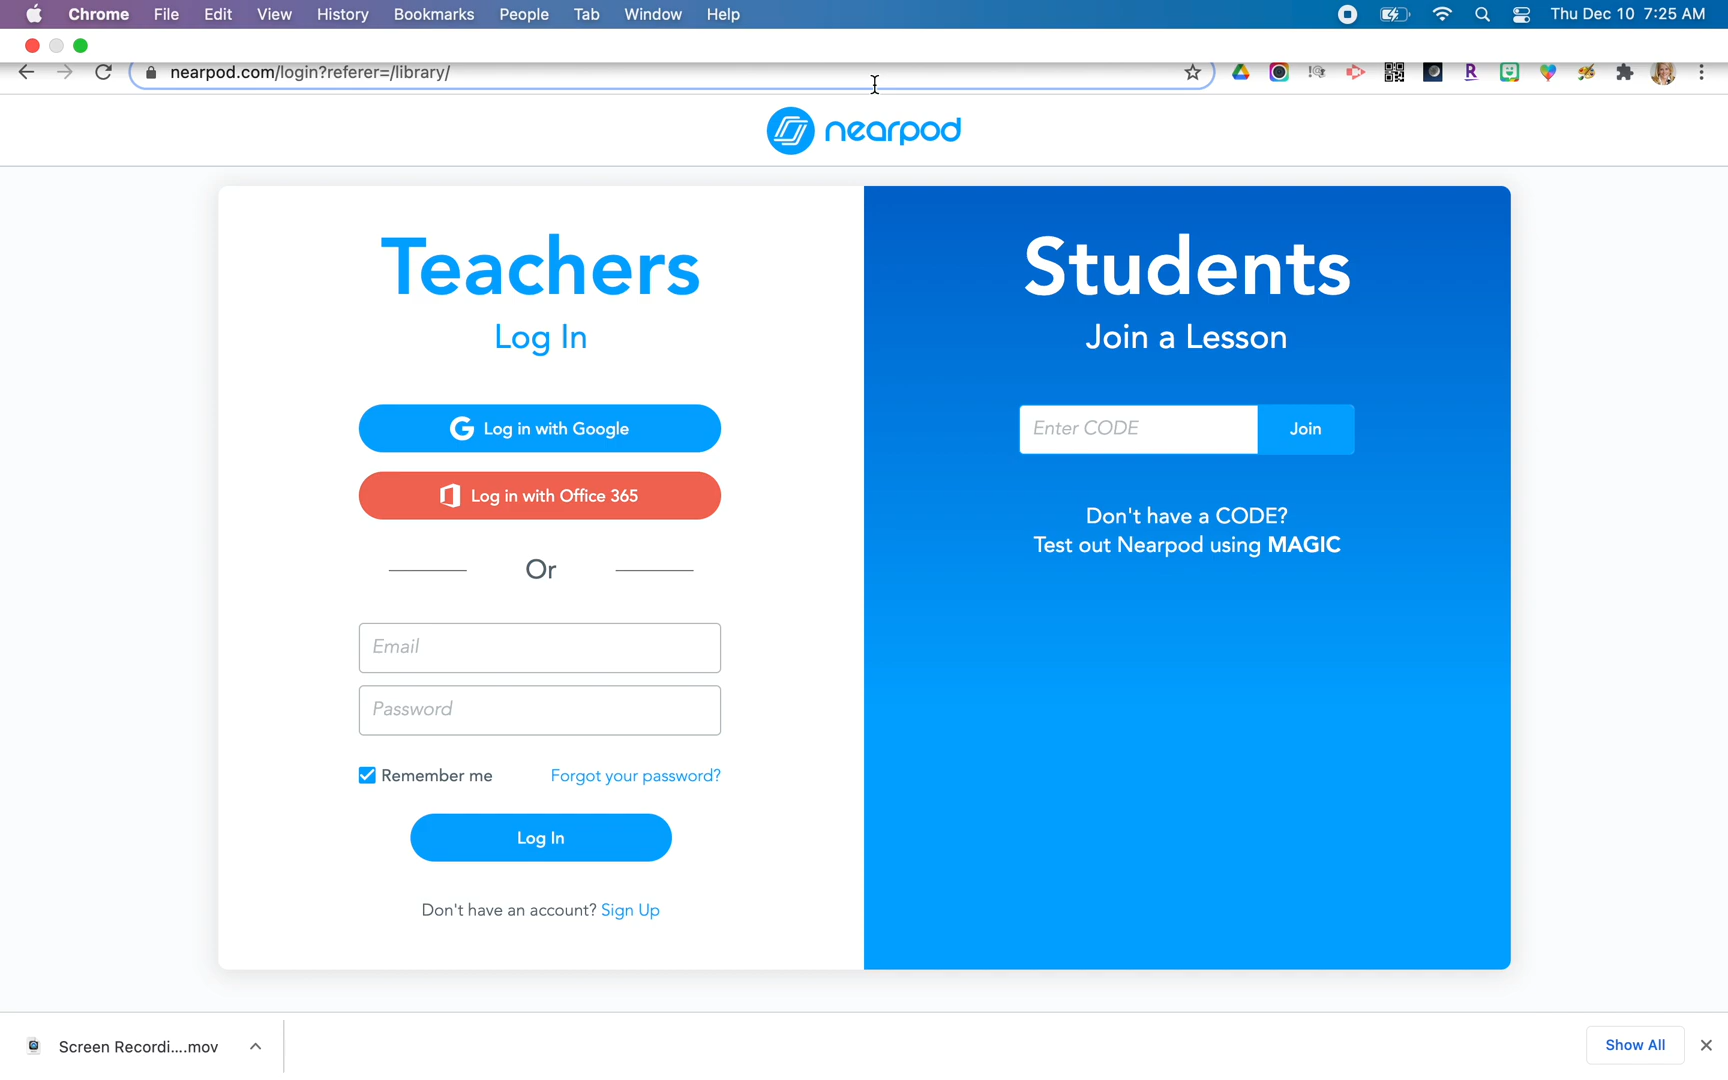 Chrome File Edit View History Bookmarks People Tab Window Help Thu Dec 10 7:25 AM
nearpod.com/login?referer=/library/
nearpod
Teachers
Log In
Log in with Google
Log in with Office 365
Or
Email
Password
Remember me Forgot your password?
Log In
Don't have an account? Sign Up
Students
Join a Lesson
Enter CODE Join
Don't have a CODE?
Test out Nearpod using MAGIC
Screen Recordi....mov Show All